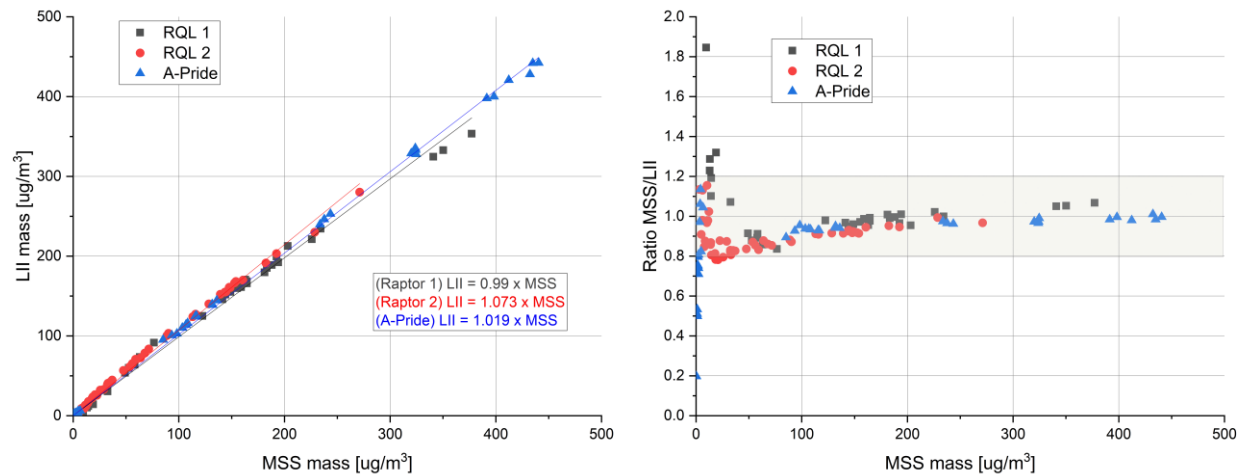 500
400
300
200
100
0
LII mass [ug/m³]
RQL 1
RQL 2
A-Pride
(Raptor 1) LII = 0.99 x MSS
(Raptor 2) LII = 1.073 x MSS
(A-Pride) LII = 1.019 x MSS
0 100 200 300 400 500
MSS mass [ug/m³]
2.0
1.8
1.6
1.4
1.2
1.0
0.8
0.6
0.4
0.2
0.0
Ratio MSS/LII
RQL 1
RQL 2
A-Pride
0 100 200 300 400 500
MSS mass [ug/m³]